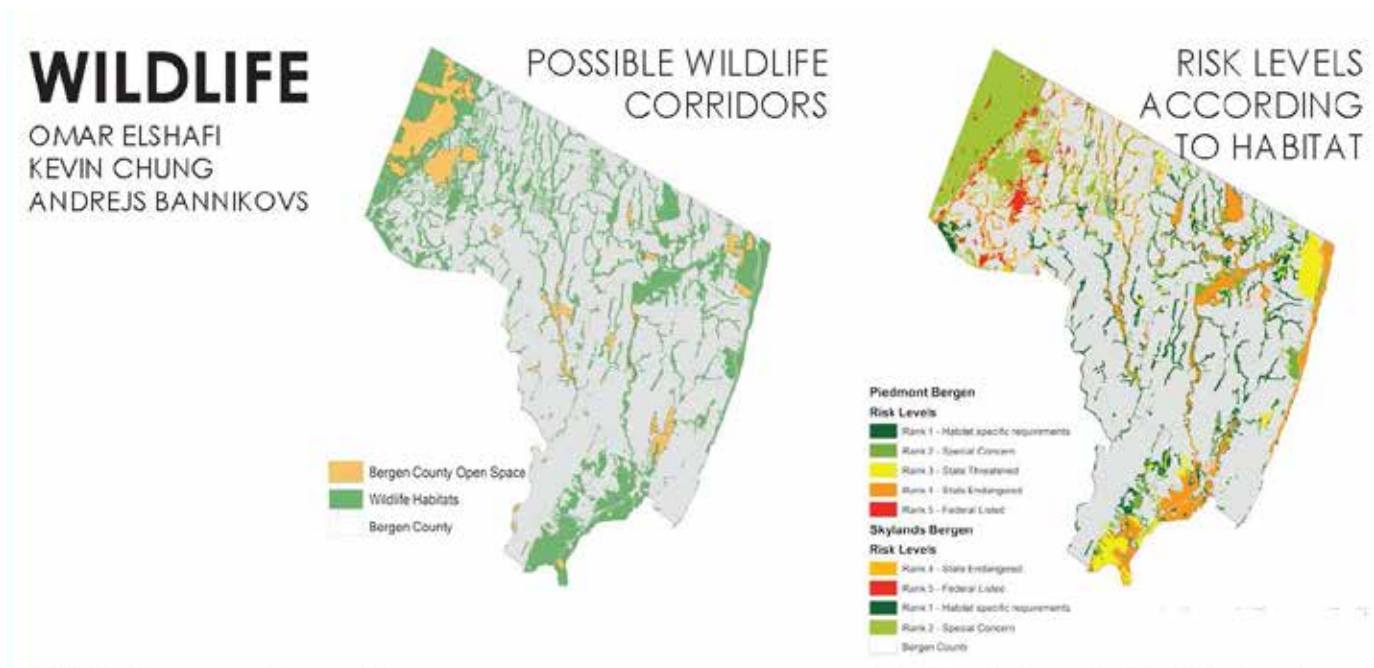 WILDLIFE
OMAR ELSHAFI
KEVIN CHUNG
ANDREJS BANNIKOVS
POSSIBLE WILDLIFE
CORRIDORS
Bergen County Open Space
Wildlife Habitats
Bergen County
RISK LEVELS
ACCORDING
TO HABITAT
Piedmont Bergen
Risk Levels
Rank 1 - Habitat specific requirements
Rank 2 - Special Concern
Rank 3 - State Threatened
Rank 4 - State Endangered
Rank 5 - Federal Listed
Skylands Bergen
Risk Levels
Rank 4 - State Endangered
Rank 5 - Federal Listed
Rank 1 - Habitat specific requirements
Rank 2 - Special Concern
Bergen County